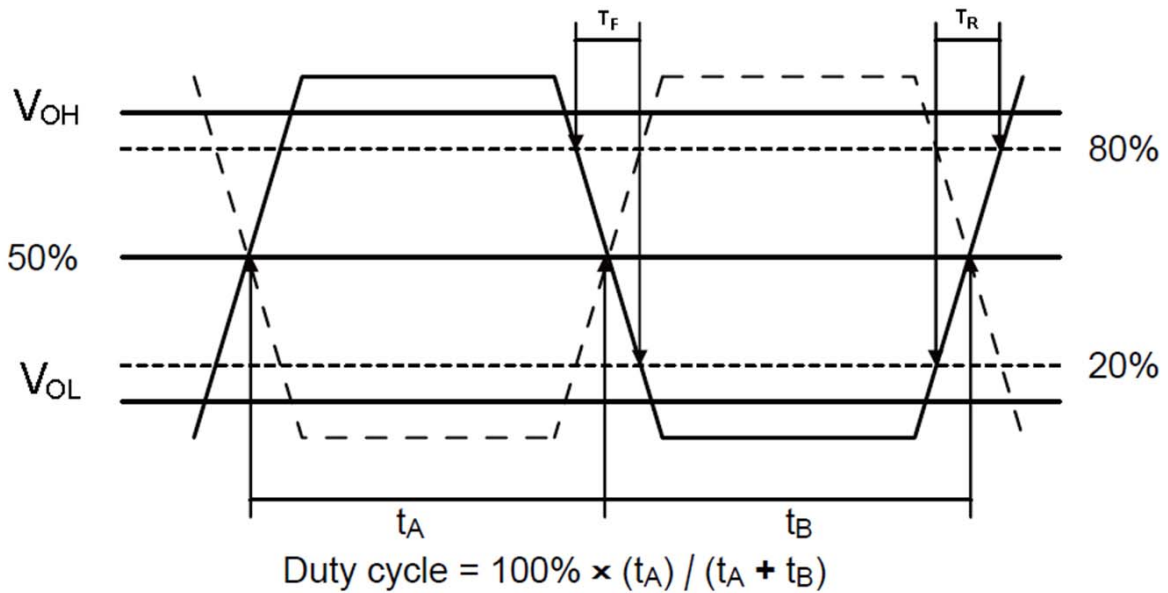 TF TR
VOH
80%
50%
20%
VOL
tA tB
Duty cycle = 100% × (tA) / (tA + tB)